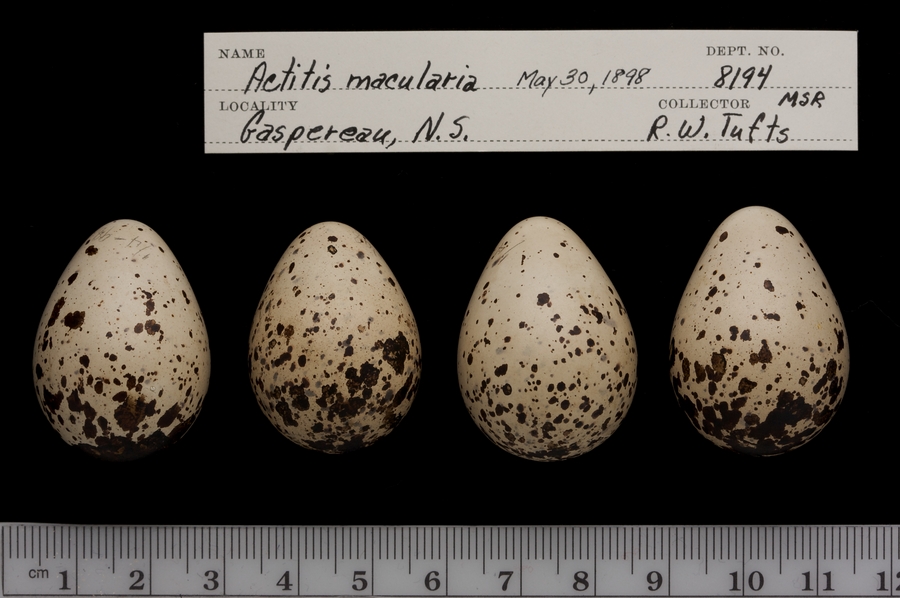 NAME DEPT. NO.
Actitis macularia May 30, 1898 8194
LOCALITY COLLECTOR MSR
Gaspereau, N.S. R.W. Tufts
cm 1 2 3 4 5 6 7 8 9 10 11 12